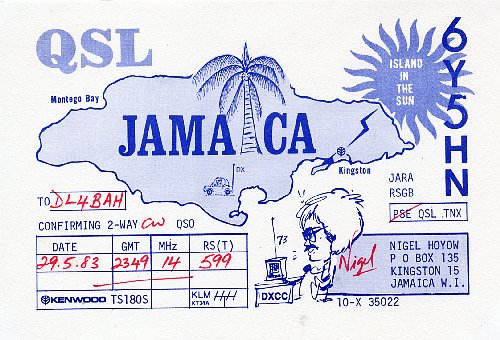 QSL
6Y5HN
ISLAND
IN
THE
SUN
Montego Bay
JAMAICA
DX
Kingston
JARA
RSGB
TO DL4BAH
PSE QSL TNX
CONFIRMING 2-WAY CW QSO
DATE GMT MHz RS(T)
29.5.83 2349 14 599
KENWOOD TS180S KLM KT34A
73
DXCC
Nigel
NIGEL HOYOW
P O BOX 135
KINGSTON 15
JAMAICA W.I.
10-X 35022